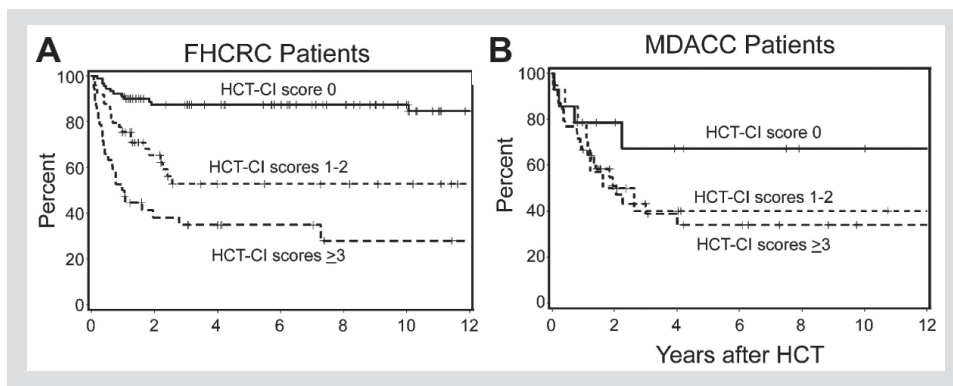 A
FHCRC Patients
Percent
100
80
60
40
20
0
HCT-CI score 0
HCT-CI scores 1-2
HCT-CI scores ≥3
0 2 4 6 8 10 12
B
MDACC Patients
Percent
100
80
60
40
20
0
HCT-CI score 0
HCT-CI scores 1-2
HCT-CI scores ≥3
0 2 4 6 8 10 12
Years after HCT